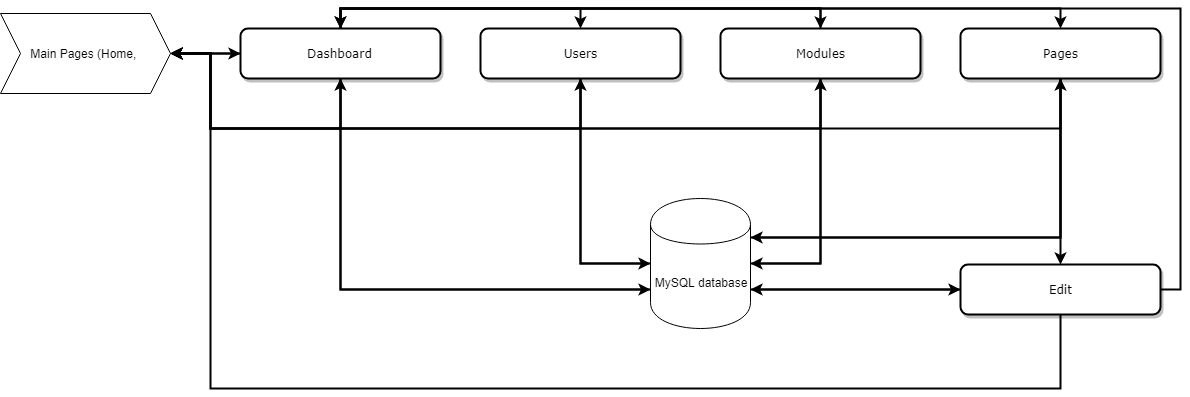 Main Pages (Home,
Dashboard
Users
Modules
Pages
MySQL database
Edit